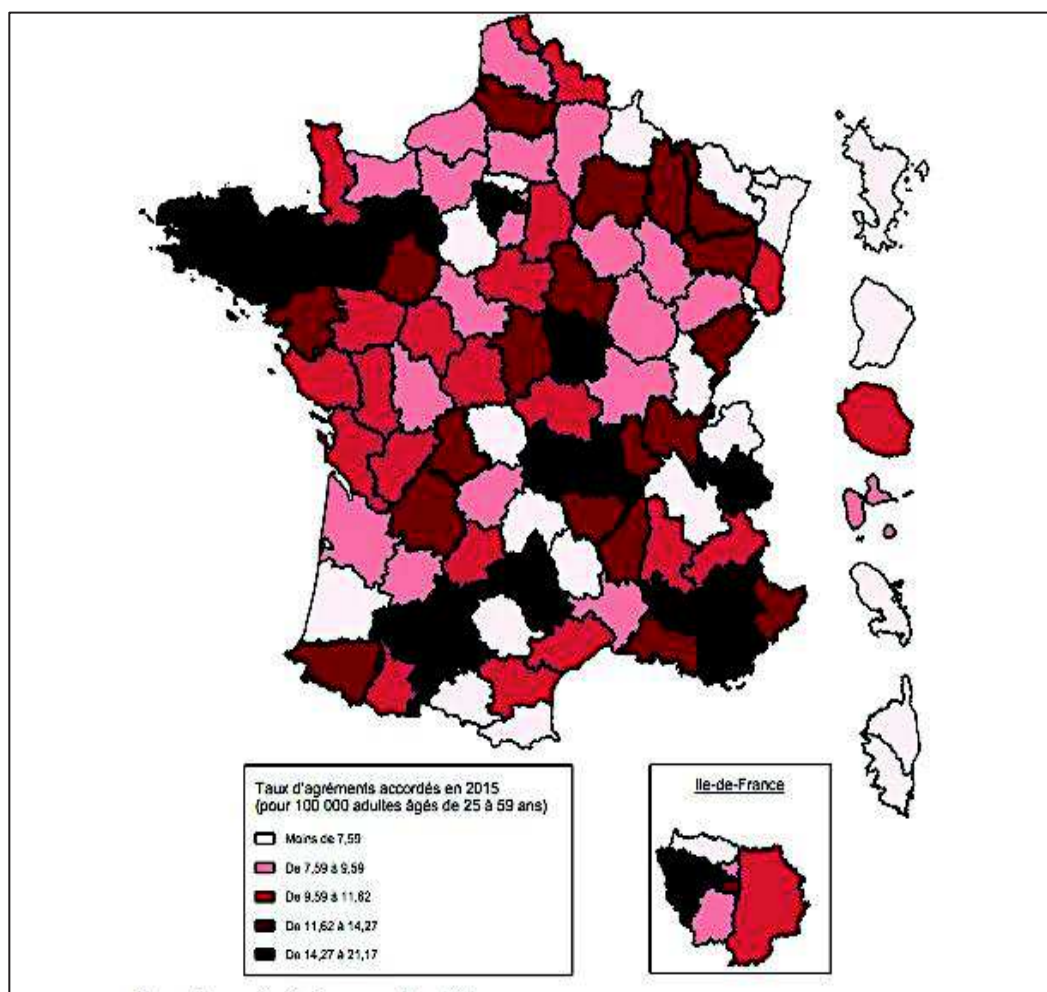 Taux d'agréments accordés en 2015
(pour 100 000 adultes âgés de 25 à 59 ans)
Moins de 7,59
De 7,59 à 9,59
De 9,59 à 11,62
De 11,62 à 14,27
De 14,27 à 21,17
Ile-de-France